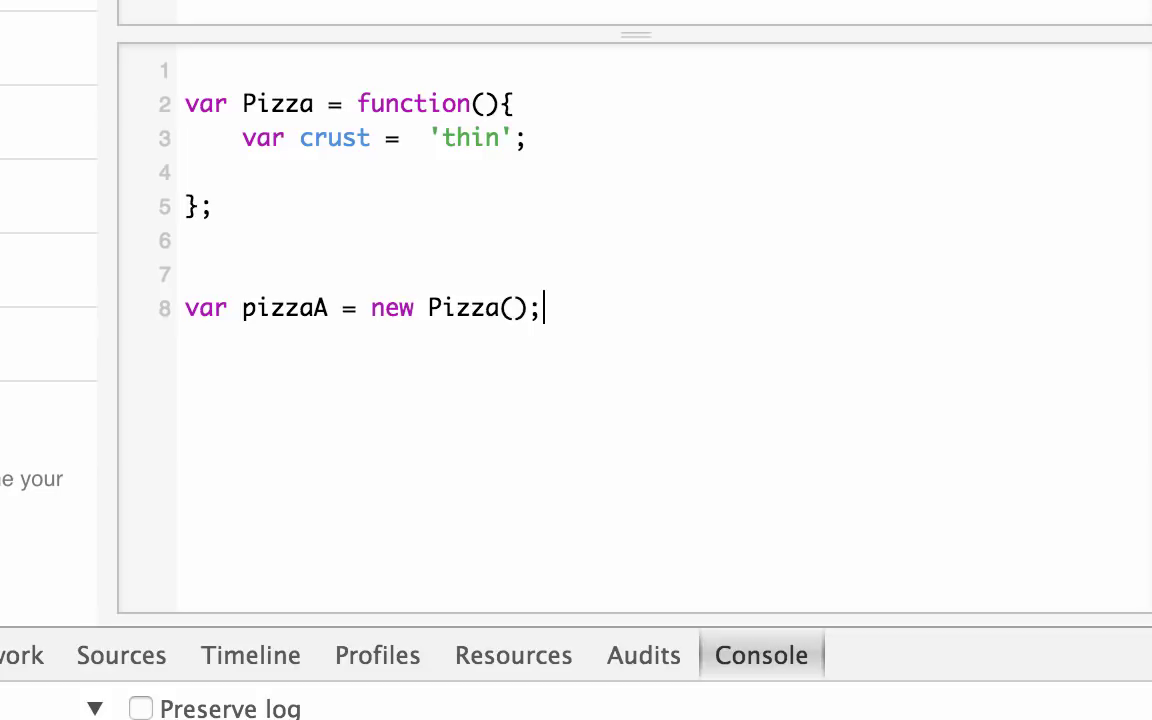 1
2 var Pizza = function(){
3 var crust =  'thin';
4
5 };
6
7
8 var pizzaA = new Pizza();
e your
work Sources Timeline Profiles Resources Audits Console
▼ Preserve log